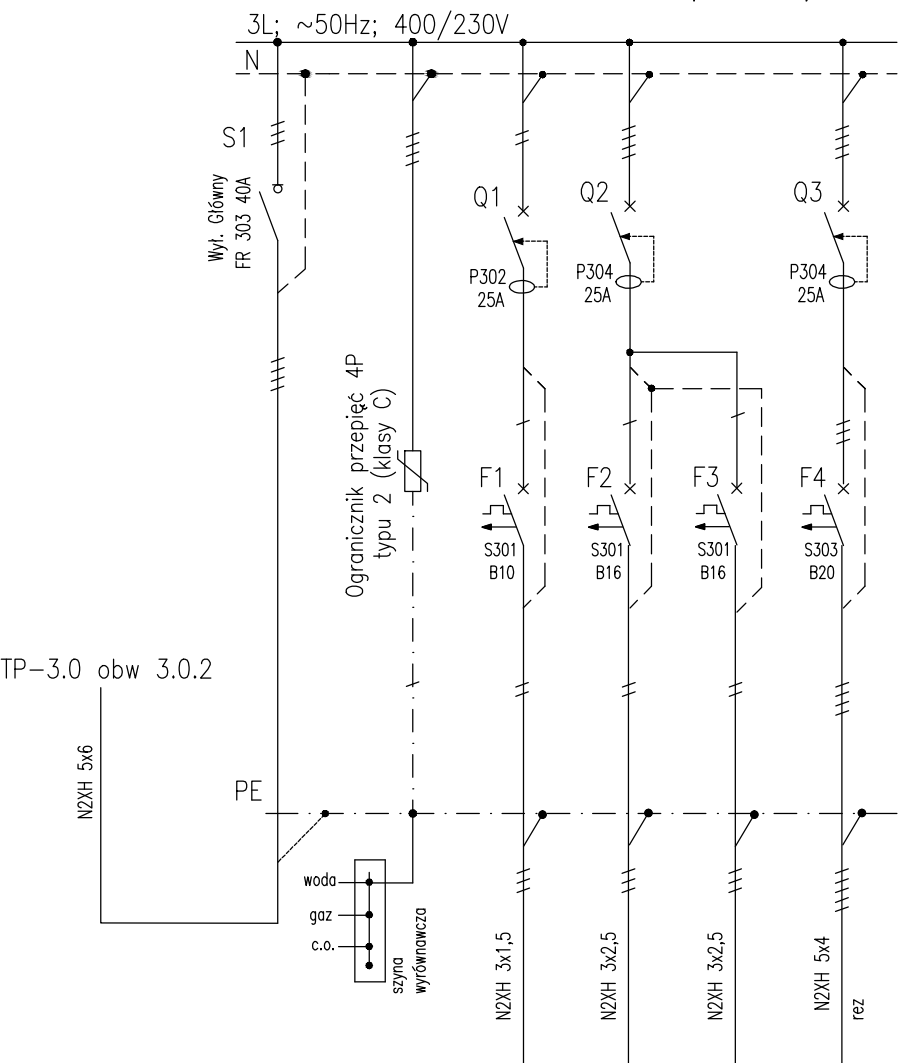 3L; ~50Hz; 400/230V
N
S1
Wył. Główny
FR 303 40A
Q1
P302
25A
Q2
P304
25A
Q3
P304
25A
Ogranicznik przepięć 4P
typu 2 (klasy C)
F1
S301
B10
F2
S301
B16
F3
S301
B16
F4
S303
B20
TP-3.0 obw 3.0.2
N2XH 5x6
PE
woda
gaz
c.o.
szyna
wyrównawcza
N2XH 3x1,5
N2XH 3x2,5
N2XH 3x2,5
N2XH 5x4
rez